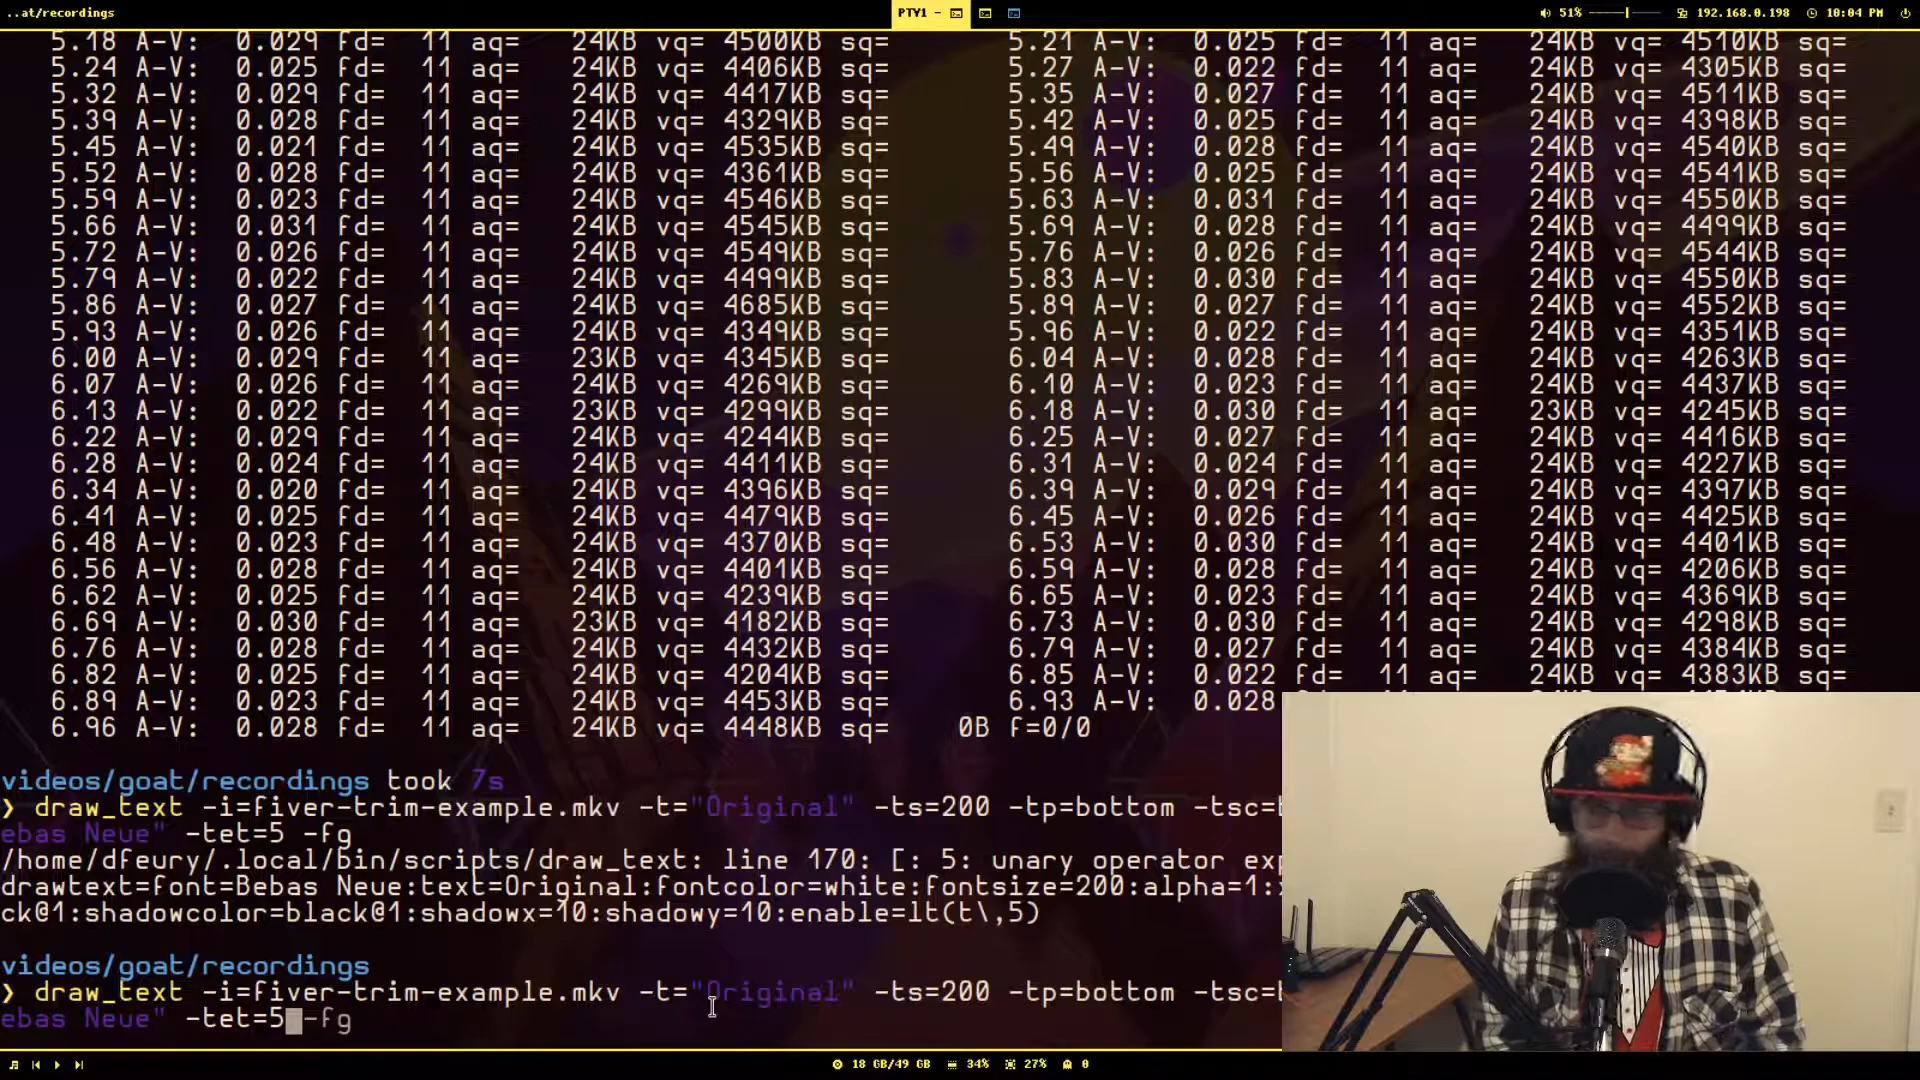 ..at/recordings PTY1 - 51% 192.168.0.198 10:04 PM
5.18 A-V: 0.029 fd= 11 aq= 24KB vq= 4500KB sq= 5.21 A-V: 0.025 fd= 11 aq= 24KB vq= 4510KB sq=
5.24 A-V: 0.025 fd= 11 aq= 24KB vq= 4406KB sq= 5.27 A-V: 0.022 fd= 11 aq= 24KB vq= 4305KB sq=
5.32 A-V: 0.029 fd= 11 aq= 24KB vq= 4417KB sq= 5.35 A-V: 0.027 fd= 11 aq= 24KB vq= 4511KB sq=
5.39 A-V: 0.028 fd= 11 aq= 24KB vq= 4329KB sq= 5.42 A-V: 0.025 fd= 11 aq= 24KB vq= 4398KB sq=
5.45 A-V: 0.021 fd= 11 aq= 24KB vq= 4535KB sq= 5.49 A-V: 0.028 fd= 11 aq= 24KB vq= 4540KB sq=
5.52 A-V: 0.028 fd= 11 aq= 24KB vq= 4361KB sq= 5.56 A-V: 0.025 fd= 11 aq= 24KB vq= 4541KB sq=
5.59 A-V: 0.023 fd= 11 aq= 24KB vq= 4546KB sq= 5.63 A-V: 0.031 fd= 11 aq= 24KB vq= 4550KB sq=
5.66 A-V: 0.031 fd= 11 aq= 24KB vq= 4545KB sq= 5.69 A-V: 0.028 fd= 11 aq= 24KB vq= 4499KB sq=
5.72 A-V: 0.026 fd= 11 aq= 24KB vq= 4549KB sq= 5.76 A-V: 0.026 fd= 11 aq= 24KB vq= 4544KB sq=
5.79 A-V: 0.022 fd= 11 aq= 24KB vq= 4499KB sq= 5.83 A-V: 0.030 fd= 11 aq= 24KB vq= 4550KB sq=
5.86 A-V: 0.027 fd= 11 aq= 24KB vq= 4685KB sq= 5.89 A-V: 0.027 fd= 11 aq= 24KB vq= 4552KB sq=
5.93 A-V: 0.026 fd= 11 aq= 24KB vq= 4349KB sq= 5.96 A-V: 0.022 fd= 11 aq= 24KB vq= 4351KB sq=
6.00 A-V: 0.029 fd= 11 aq= 23KB vq= 4345KB sq= 6.04 A-V: 0.028 fd= 11 aq= 24KB vq= 4263KB sq=
6.07 A-V: 0.026 fd= 11 aq= 24KB vq= 4269KB sq= 6.10 A-V: 0.023 fd= 11 aq= 24KB vq= 4437KB sq=
6.13 A-V: 0.022 fd= 11 aq= 23KB vq= 4299KB sq= 6.18 A-V: 0.030 fd= 11 aq= 23KB vq= 4245KB sq=
6.22 A-V: 0.029 fd= 11 aq= 24KB vq= 4244KB sq= 6.25 A-V: 0.027 fd= 11 aq= 24KB vq= 4416KB sq=
6.28 A-V: 0.024 fd= 11 aq= 24KB vq= 4411KB sq= 6.31 A-V: 0.024 fd= 11 aq= 24KB vq= 4227KB sq=
6.34 A-V: 0.020 fd= 11 aq= 24KB vq= 4396KB sq= 6.39 A-V: 0.029 fd= 11 aq= 24KB vq= 4397KB sq=
6.41 A-V: 0.025 fd= 11 aq= 24KB vq= 4479KB sq= 6.45 A-V: 0.026 fd= 11 aq= 24KB vq= 4425KB sq=
6.48 A-V: 0.023 fd= 11 aq= 24KB vq= 4370KB sq= 6.53 A-V: 0.030 fd= 11 aq= 24KB vq= 4401KB sq=
6.56 A-V: 0.028 fd= 11 aq= 24KB vq= 4401KB sq= 6.59 A-V: 0.028 fd= 11 aq= 24KB vq= 4206KB sq=
6.62 A-V: 0.025 fd= 11 aq= 24KB vq= 4239KB sq= 6.65 A-V: 0.023 fd= 11 aq= 24KB vq= 4369KB sq=
6.69 A-V: 0.030 fd= 11 aq= 23KB vq= 4182KB sq= 6.73 A-V: 0.030 fd= 11 aq= 24KB vq= 4298KB sq=
6.76 A-V: 0.028 fd= 11 aq= 24KB vq= 4432KB sq= 6.79 A-V: 0.027 fd= 11 aq= 24KB vq= 4384KB sq=
6.82 A-V: 0.025 fd= 11 aq= 24KB vq= 4204KB sq= 6.85 A-V: 0.022 fd= 11 aq= 24KB vq= 4383KB sq=
6.89 A-V: 0.023 fd= 11 aq= 24KB vq= 4453KB sq= 6.93 A-V: 0.028
6.96 A-V: 0.028 fd= 11 aq= 24KB vq= 4448KB sq= 0B f=0/0
videos/goat/recordings took 7s
❯ draw_text -i=fiver-trim-example.mkv -t="Original" -ts=200 -tp=bottom -tsc=
ebas Neue" -tet=5 -fg
/home/dfeury/.local/bin/scripts/draw_text: line 170: [: 5: unary operator exp
drawtext=font=Bebas Neue:text=Original:fontcolor=white:fontsize=200:alpha=1:
ck@1:shadowcolor=black@1:shadowx=10:shadowy=10:enable=lt(t\,5)
videos/goat/recordings
❯ draw_text -i=fiver-trim-example.mkv -t="Original" -ts=200 -tp=bottom -tsc=
ebas Neue" -tet=5 -fg
18 GB/49 GB 34% 27% 0